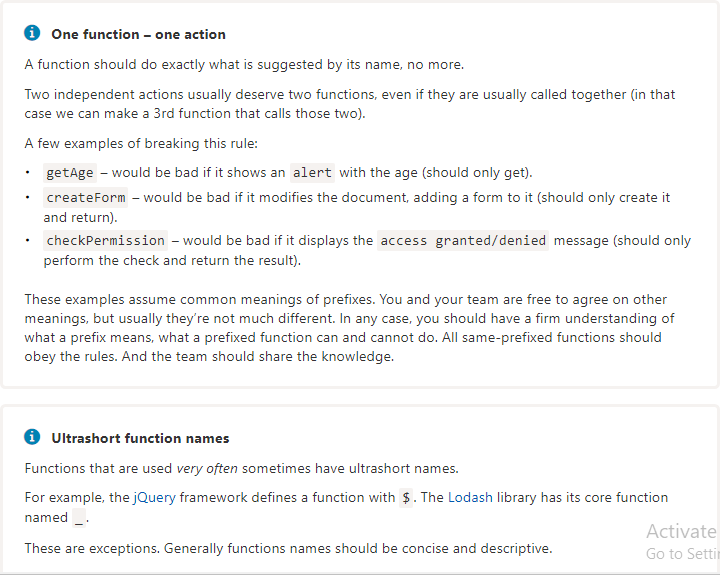 One function – one action
A function should do exactly what is suggested by its name, no more.
Two independent actions usually deserve two functions, even if they are usually called together (in that
case we can make a 3rd function that calls those two).
A few examples of breaking this rule:
• getAge – would be bad if it shows an alert with the age (should only get).
• createForm – would be bad if it modifies the document, adding a form to it (should only create it
and return).
• checkPermission – would be bad if it displays the access granted/denied message (should only
perform the check and return the result).
These examples assume common meanings of prefixes. You and your team are free to agree on other
meanings, but usually they’re not much different. In any case, you should have a firm understanding of
what a prefix means, what a prefixed function can and cannot do. All same-prefixed functions should
obey the rules. And the team should share the knowledge.
Ultrashort function names
Functions that are used very often sometimes have ultrashort names.
For example, the jQuery framework defines a function with $. The Lodash library has its core function
named _.
These are exceptions. Generally functions names should be concise and descriptive.
Activate
Go to Settin